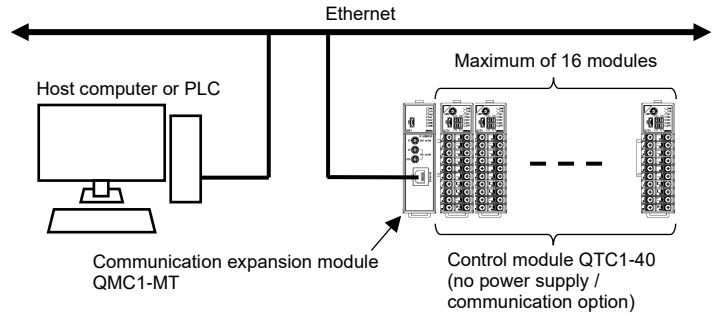 Ethernet
Maximum of 16 modules
Host computer or PLC
Communication expansion module
QMC1-MT
Control module QTC1-40
(no power supply /
communication option)